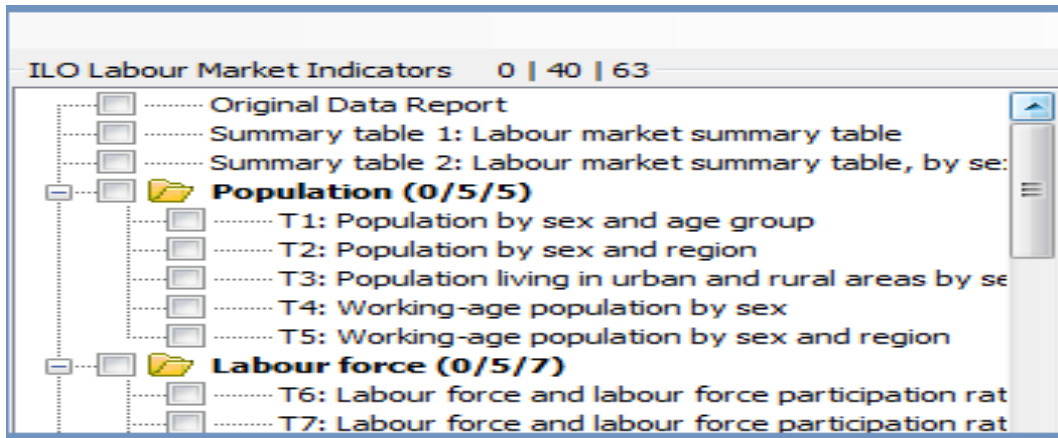 ILO Labour Market Indicators 0 | 40 | 63
Original Data Report
Summary table 1: Labour market summary table
Summary table 2: Labour market summary table, by se
Population (0/5/5)
T1: Population by sex and age group
T2: Population by sex and region
T3: Population living in urban and rural areas by se
T4: Working-age population by sex
T5: Working-age population by sex and region
Labour force (0/5/7)
T6: Labour force and labour force participation rat
T7: Labour force and labour force participation rat